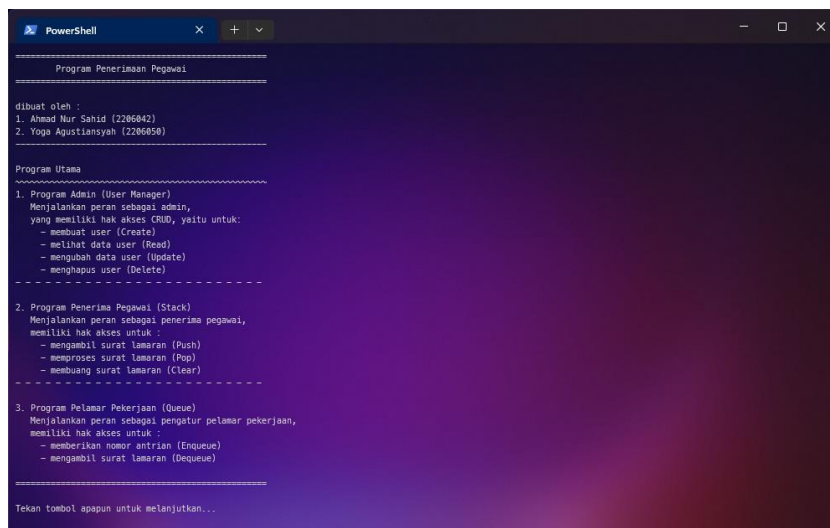 PowerShell
==================================================
Program Penerimaan Pegawai
==================================================
dibuat oleh :
1. Ahmad Nur Sahid (2206042)
2. Yoga Agustiansyah (2206050)
--------------------------------------------------
Program Utama
~~~~~~~~~~~~~~~~~~~~~~~~~~~~~~~~~~~~~~~~~~~~~~~~~~
1. Program Admin (User Manager)
Menjalankan peran sebagai admin,
yang memiliki hak akses CRUD, yaitu untuk:
- membuat user (Create)
- melihat data user (Read)
- mengubah data user (Update)
- menghapus user (Delete)
- - - - - - - - - - - - - - - - - - - - - - - - -
2. Program Penerima Pegawai (Stack)
Menjalankan peran sebagai penerima pegawai,
memiliki hak akses untuk :
- mengambil surat lamaran (Push)
- memproses surat lamaran (Pop)
- membuang surat lamaran (Clear)
- - - - - - - - - - - - - - - - - - - - - - - - -
3. Program Pelamar Pekerjaan (Queue)
Menjalankan peran sebagai pengatur pelamar pekerjaan,
memiliki hak akses untuk :
- memberikan nomor antrian (Enqueue)
- mengambil surat lamaran (Dequeue)
==================================================
Tekan tombol apapun untuk melanjutkan...